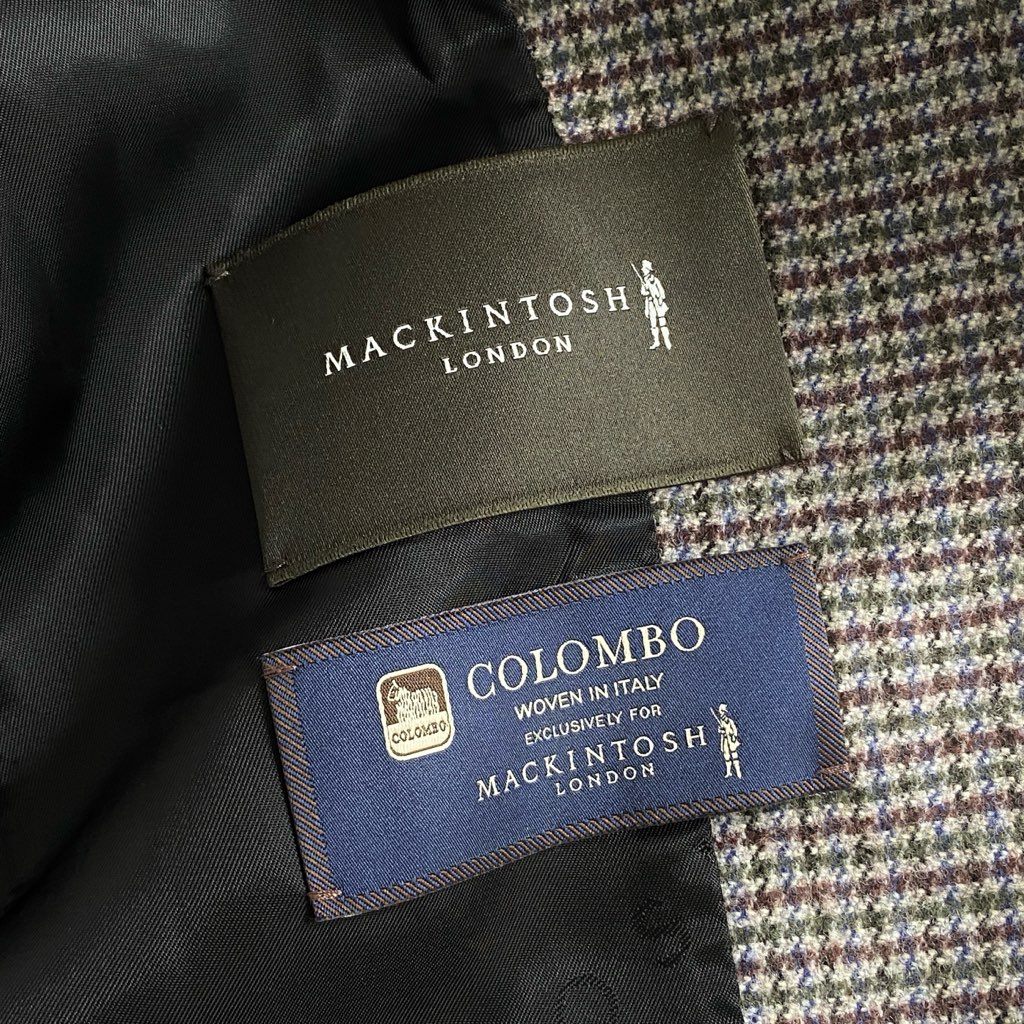 MACKINTOSH
LONDON
COLOMBO
WOVEN IN ITALY
EXCLUSIVELY FOR
COLOMBO
MACKINTOSH
LONDON